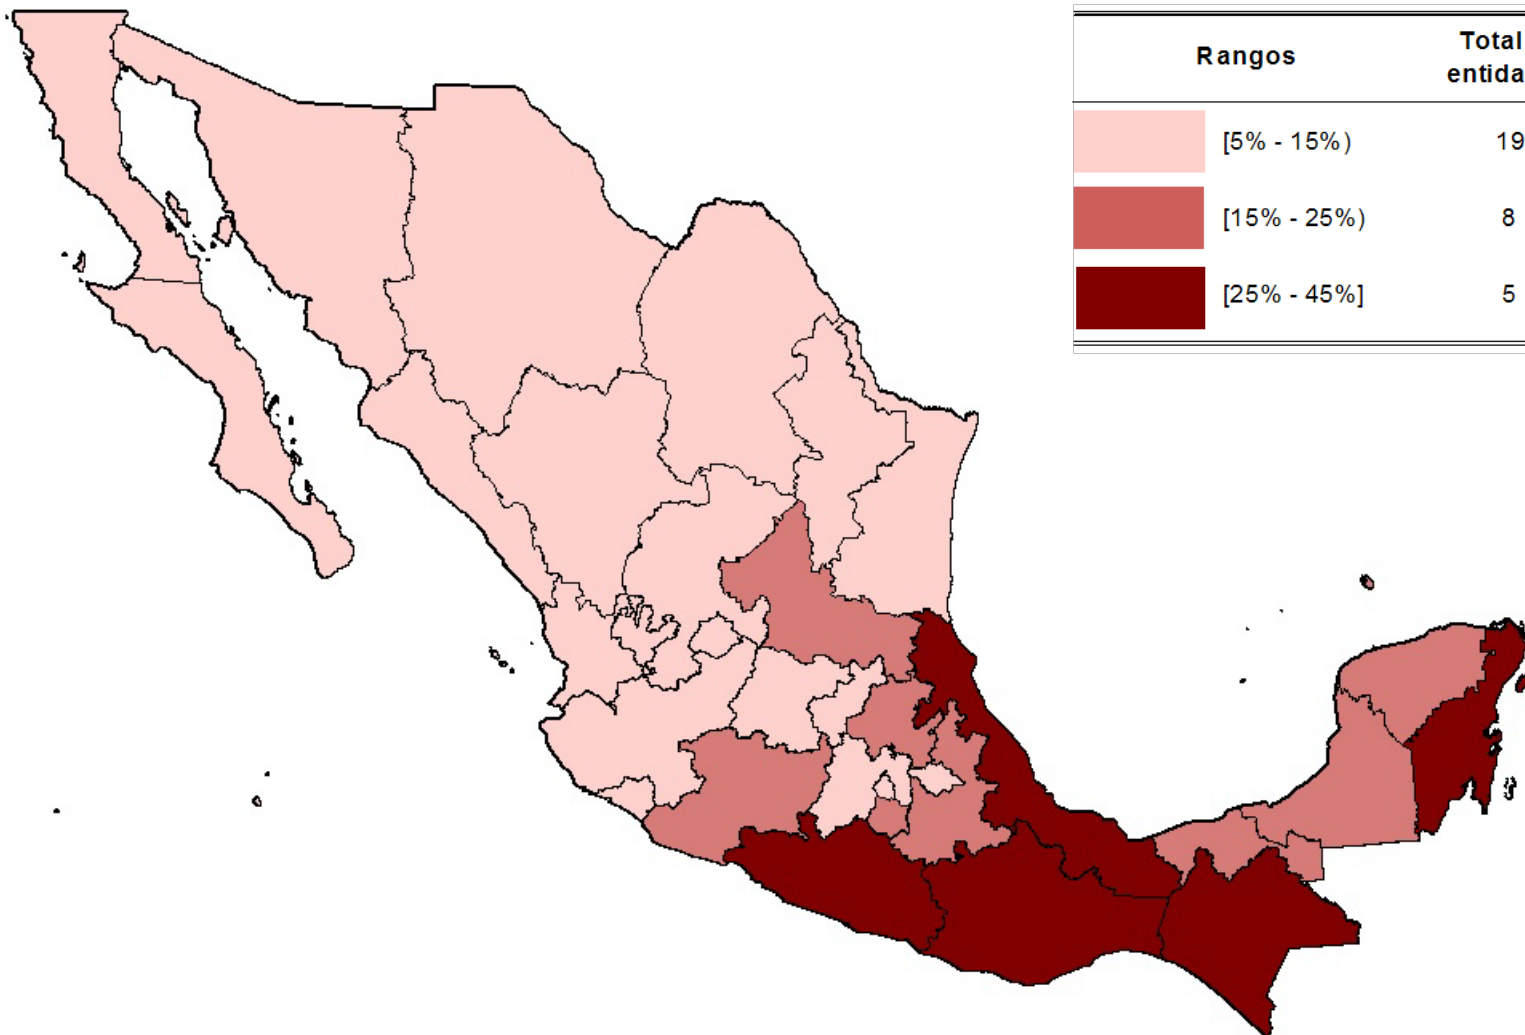 Rangos
Total
entida
[5% - 15%) 19
[15% - 25%) 8
[25% - 45%] 5